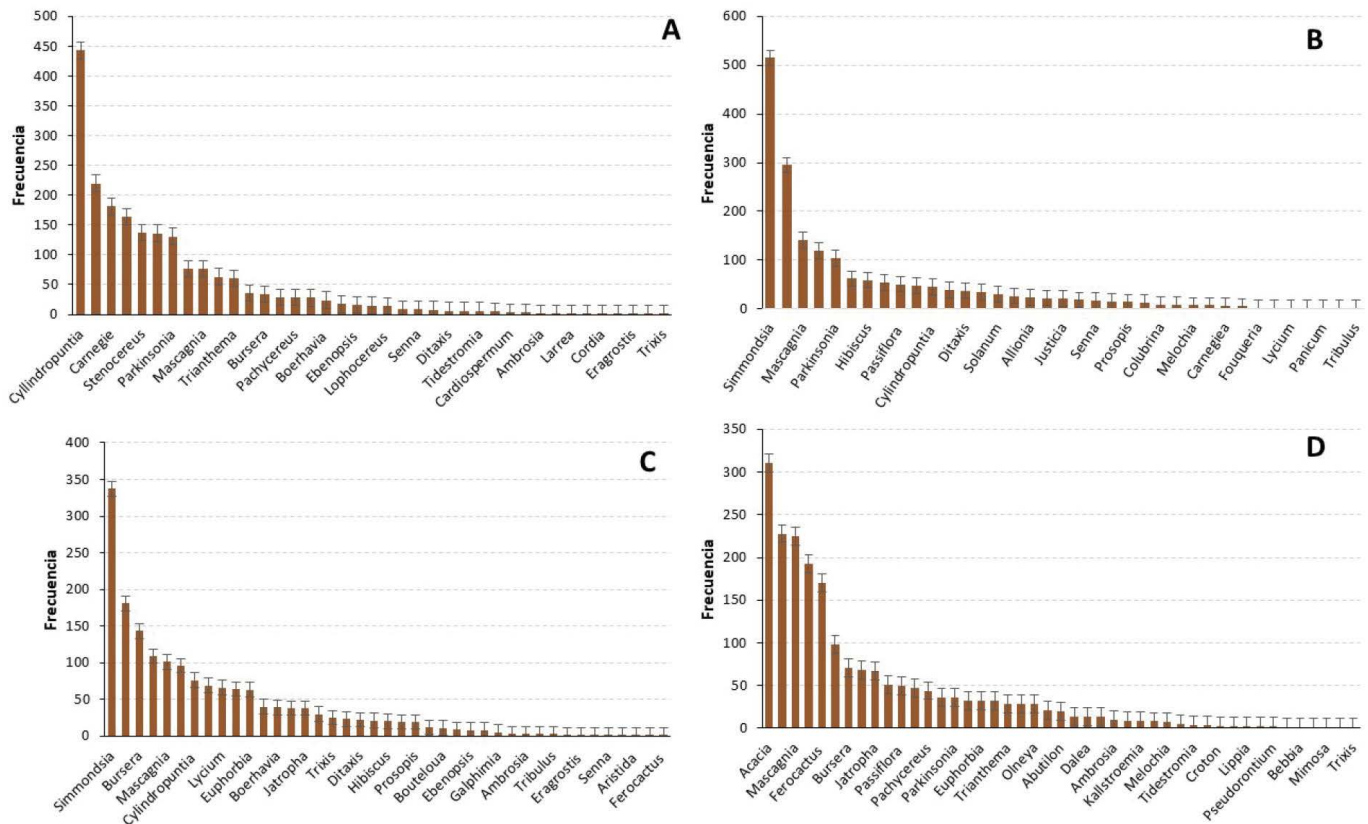 A
Frecuencia
500
450
400
350
300
250
200
150
100
50
0
Cyllindropuntia
Carnegie
Stenocereus
Parkinsonia
Mascagnia
Trianthema
Bursera
Pachycereus
Boerhavia
Ebenopsis
Lophocereus
Senna
Ditaxis
Tidestromia
Cardiospermum
Ambrosia
Larrea
Cordia
Eragrostis
Trixis
B
Frecuencia
600
500
400
300
200
100
0
Simmondsia
Mascagnia
Parkinsonia
Hibiscus
Passiflora
Cylindropuntia
Ditaxis
Solanum
Allionia
Justicia
Senna
Prosopis
Colubrina
Melochia
Carnegiea
Fouqueria
Lycium
Panicum
Tribulus
C
Frecuencia
400
350
300
250
200
150
100
50
0
Simmondsia
Bursera
Mascagnia
Cylindropuntia
Lycium
Euphorbia
Boerhavia
Jatropha
Trixis
Ditaxis
Hibiscus
Prosopis
Bouteloua
Ebenopsis
Galphimia
Ambrosia
Tribulus
Eragrostis
Senna
Aristida
Ferocactus
D
Frecuencia
350
300
250
200
150
100
50
0
Acacia
Mascagnia
Ferocactus
Bursera
Jatropha
Passiflora
Pachycereus
Parkinsonia
Euphorbia
Trianthema
Olneya
Abutilon
Dalea
Ambrosia
Kallstroemia
Melochia
Tidestromia
Croton
Lippia
Pseudorontium
Bebbia
Mimosa
Trixis